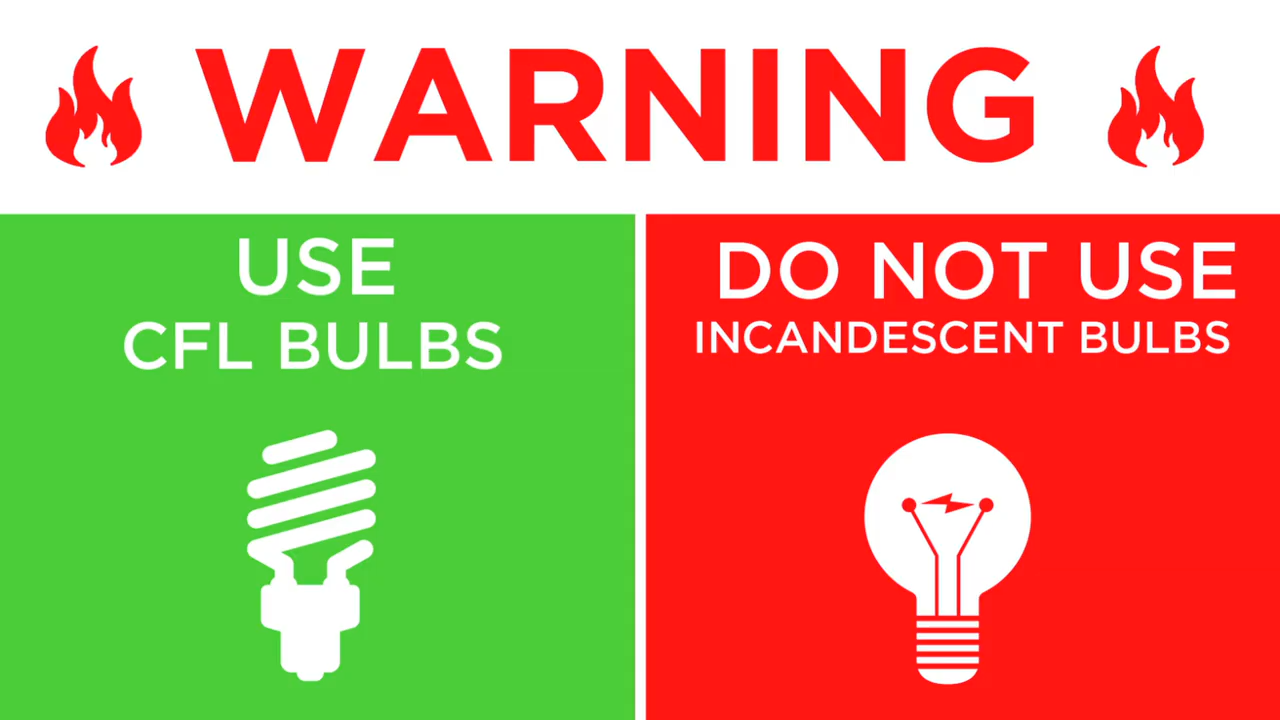 WARNING
USE
CFL BULBS
DO NOT USE
INCANDESCENT BULBS